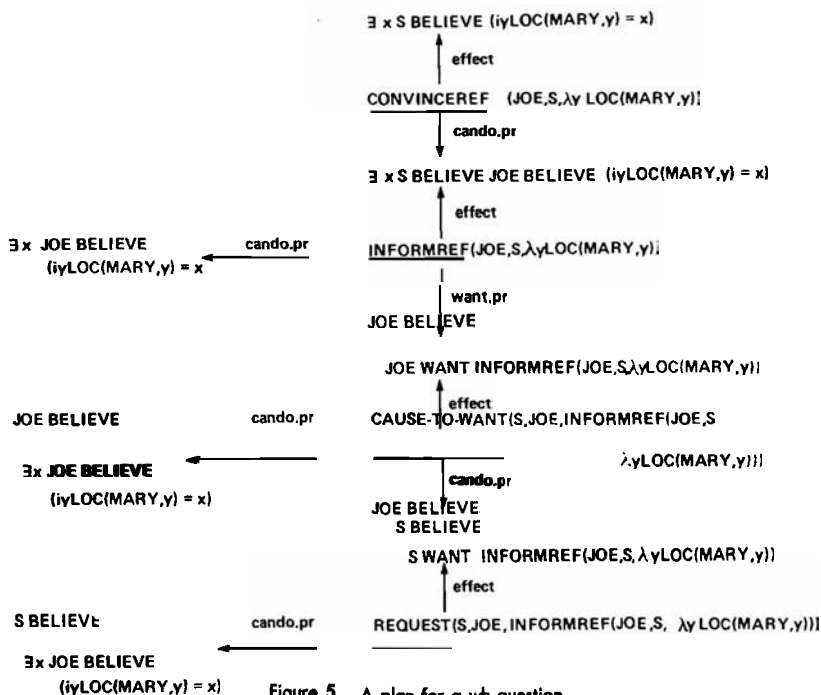 ∃ x S BELIEVE (iyLOC(MARY,y) = x)
effect
CONVINCEREF (JOE,S,λy LOC(MARY,y)]
cando.pr
∃ x S BELIEVE JOE BELIEVE (iyLOC(MARY,y) = x)
effect
∃x JOE BELIEVE cando.pr INFORMREF(JOE,S,λyLOC(MARY,y)]
(iyLOC(MARY,y) = x
want.pr
JOE BELIEVE
JOE WANT INFORMREF(JOE,S,λyLOC(MARY,y))
effect
JOE BELIEVE cando.pr CAUSE-TO-WANT(S,JOE,INFORMREF(JOE,S
∃x JOE BELIEVE λyLOC(MARY,y)))
(iyLOC(MARY,y) = x) cando.pr
JOE BELIEVE
S BELIEVE
S WANT INFORMREF(JOE,S,λyLOC(MARY,y))
effect
S BELIEVE cando.pr REQUEST(S,JOE,INFORMREF(JOE,S, λy LOC(MARY,y)))
∃x JOE BELIEVE
(iyLOC(MARY,y) = x) Figure 5 A plan for a wh question